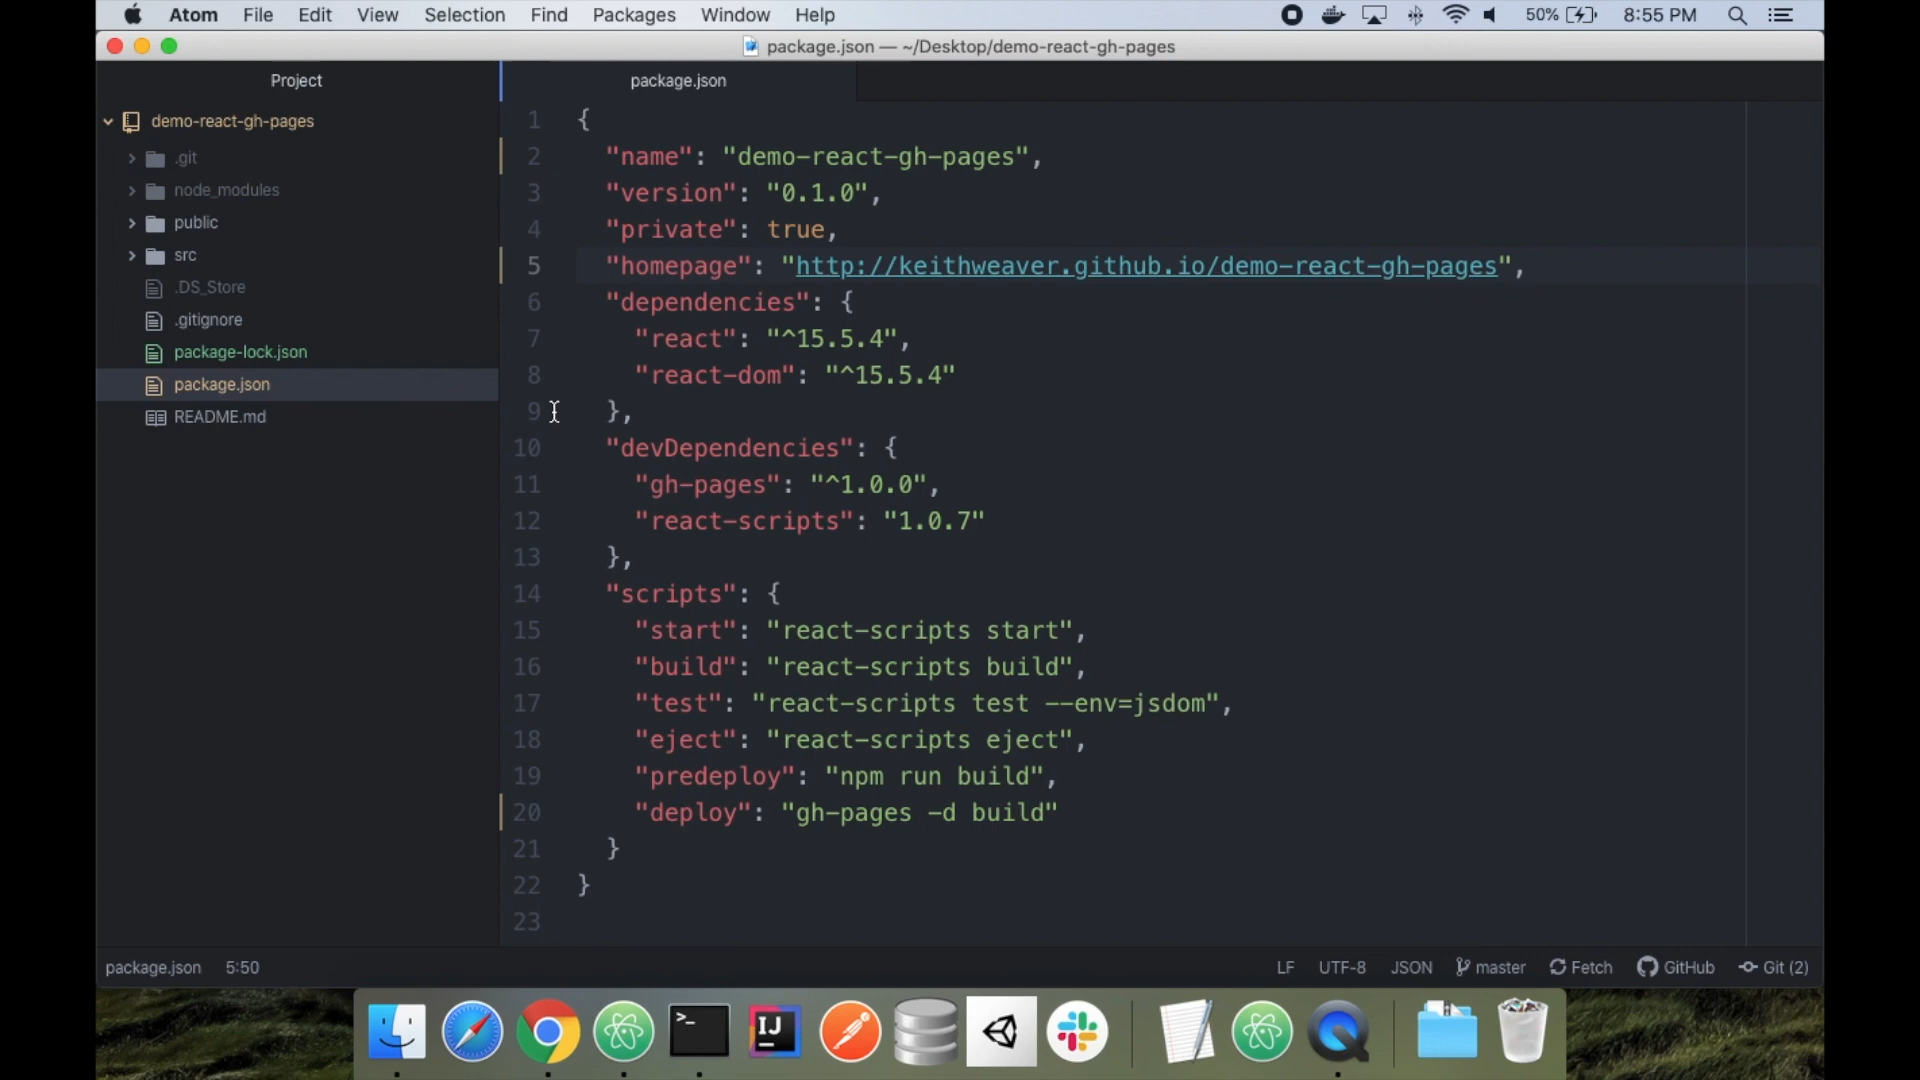 Atom File Edit View Selection Find Packages Window Help 50% 8:55 PM
package.json — ~/Desktop/demo-react-gh-pages
Project
demo-react-gh-pages
.git
node_modules
public
src
.DS_Store
.gitignore
package-lock.json
package.json
README.md
package.json
1 {
2 "name": "demo-react-gh-pages",
3 "version": "0.1.0",
4 "private": true,
5 "homepage": "http://keithweaver.github.io/demo-react-gh-pages",
6 "dependencies": {
7 "react": "^15.5.4",
8 "react-dom": "^15.5.4"
9 },
10 "devDependencies": {
11 "gh-pages": "^1.0.0",
12 "react-scripts": "1.0.7"
13 },
14 "scripts": {
15 "start": "react-scripts start",
16 "build": "react-scripts build",
17 "test": "react-scripts test --env=jsdom",
18 "eject": "react-scripts eject",
19 "predeploy": "npm run build",
20 "deploy": "gh-pages -d build"
21 }
22 }
23
package.json 5:50 LF UTF-8 JSON master Fetch GitHub Git (2)
>_
IJ